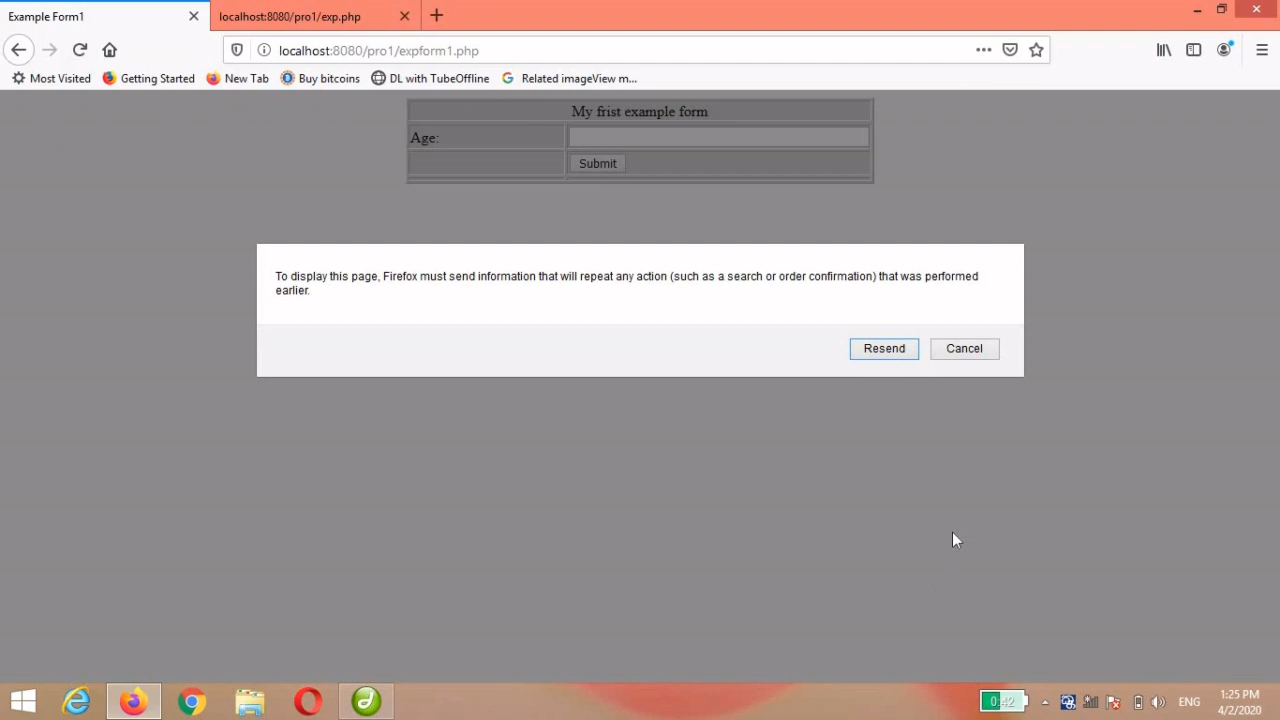 Example Form1
localhost:8080/pro1/exp.php
localhost:8080/pro1/expform1.php
Most Visited
Getting Started
New Tab
Buy bitcoins
DL with TubeOffline
Related imageView m...
My frist example form
Age:
Submit
To display this page, Firefox must send information that will repeat any action (such as a search or order confirmation) that was performed
earlier.
Resend
Cancel
0:42
ENG
1:25 PM
4/2/2020